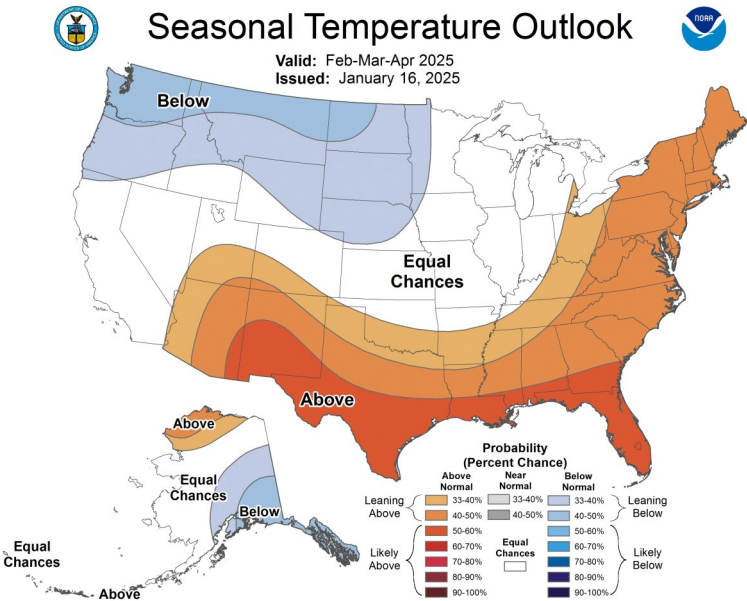 Seasonal Temperature Outlook
NOAA
Valid: Feb-Mar-Apr 2025
Issued: January 16, 2025
Below
Equal
Chances
Above
Above
Equal
Chances
Below
Equal
Chances
Above
Probability
(Percent Chance)
Above Normal
Near Normal
Below Normal
Leaning Above
33-40%
33-40%
33-40%
Leaning Below
40-50%
40-50%
40-50%
Likely Above
50-60%
50-60%
Likely Below
60-70%
Equal Chances
60-70%
70-80%
70-80%
80-90%
80-90%
90-100%
90-100%